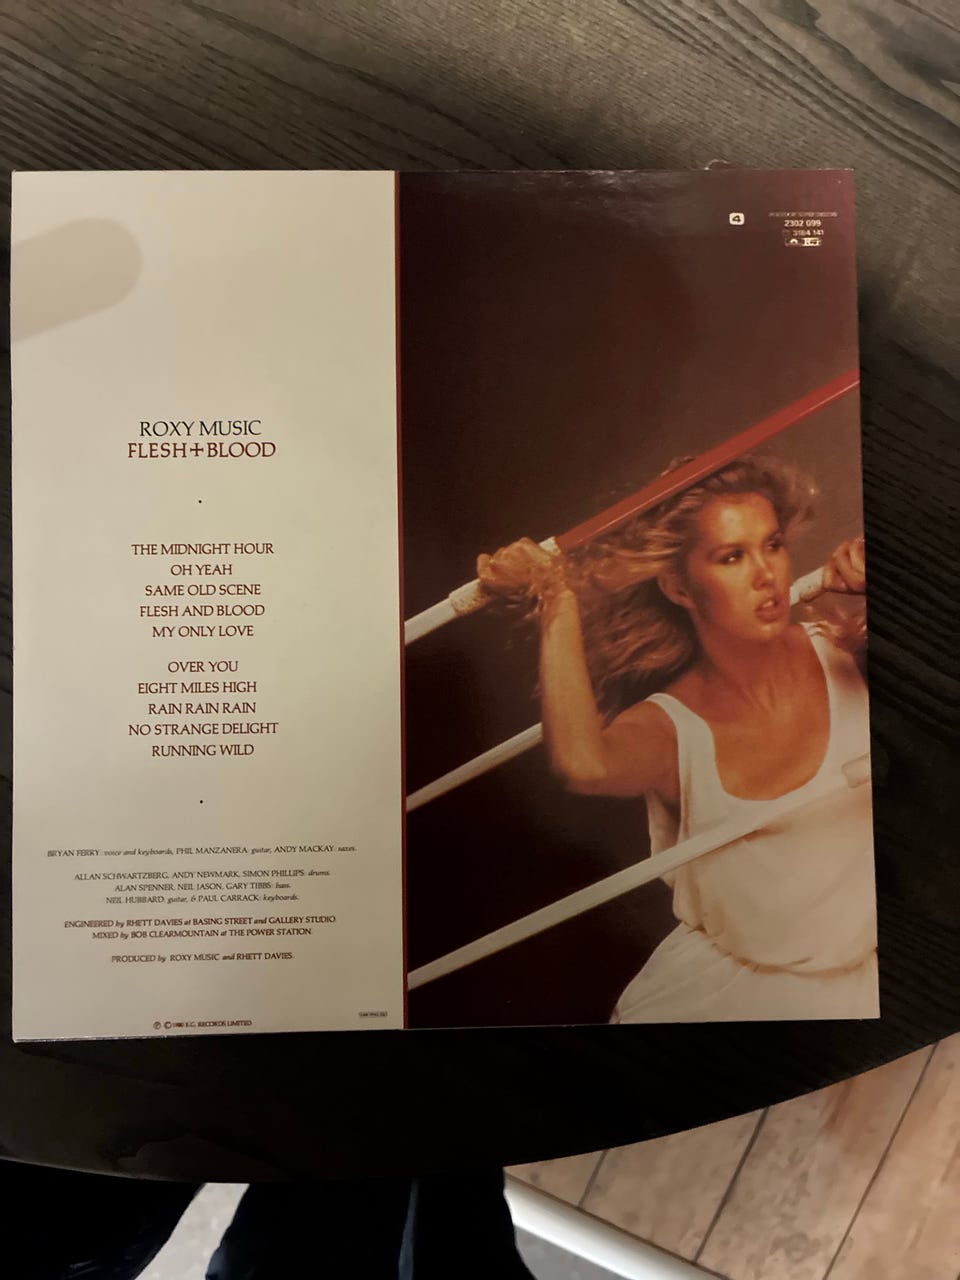 ROXY MUSIC
FLESH+BLOOD
THE MIDNIGHT HOUR
OH YEAH
SAME OLD SCENE
FLESH AND BLOOD
MY ONLY LOVE
OVER YOU
EIGHT MILES HIGH
RAIN RAIN RAIN
NO STRANGE DELIGHT
RUNNING WILD
BRYAN FERRY: voice and keyboards, PHIL MANZANERA: guitar, ANDY MACKAY: saxes.
ALLAN SCHWARTZBERG, ANDY NEWMARK, SIMON PHILLIPS: drums.
ALAN SPENNER, NEIL JASON, GARY TIBBS: bass.
NEIL HUBBARD: guitar, & PAUL CARRACK: keyboards.
ENGINEERED by RHETT DAVIES at BASING STREET and GALLERY STUDIO.
MIXED by BOB CLEARMOUNTAIN at THE POWER STATION.
PRODUCED by ROXY MUSIC and RHETT DAVIES.
℗ © 1980 E.G. RECORDS LIMITED
4
2302 099
3184 141